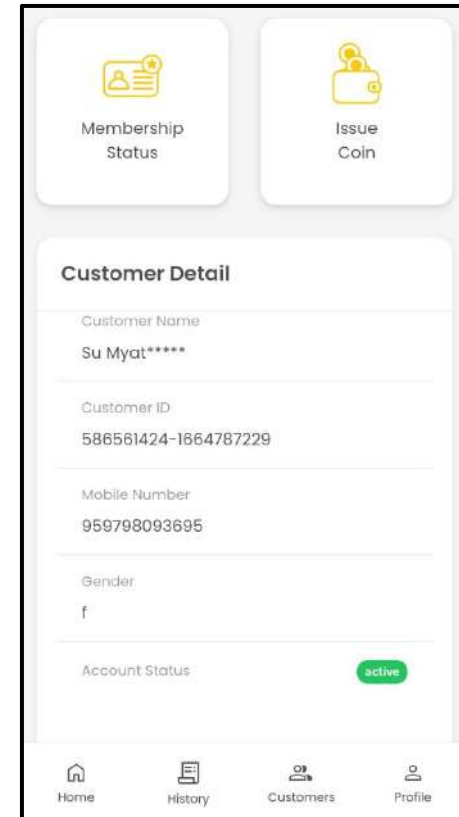 Membership
Status
Issue
Coin
Customer Detail
Customer Name
Su Myat*****
Customer ID
586561424-1664787229
Mobile Number
959798093695
Gender
f
Account Status
active
Home
History
Customers
Profile